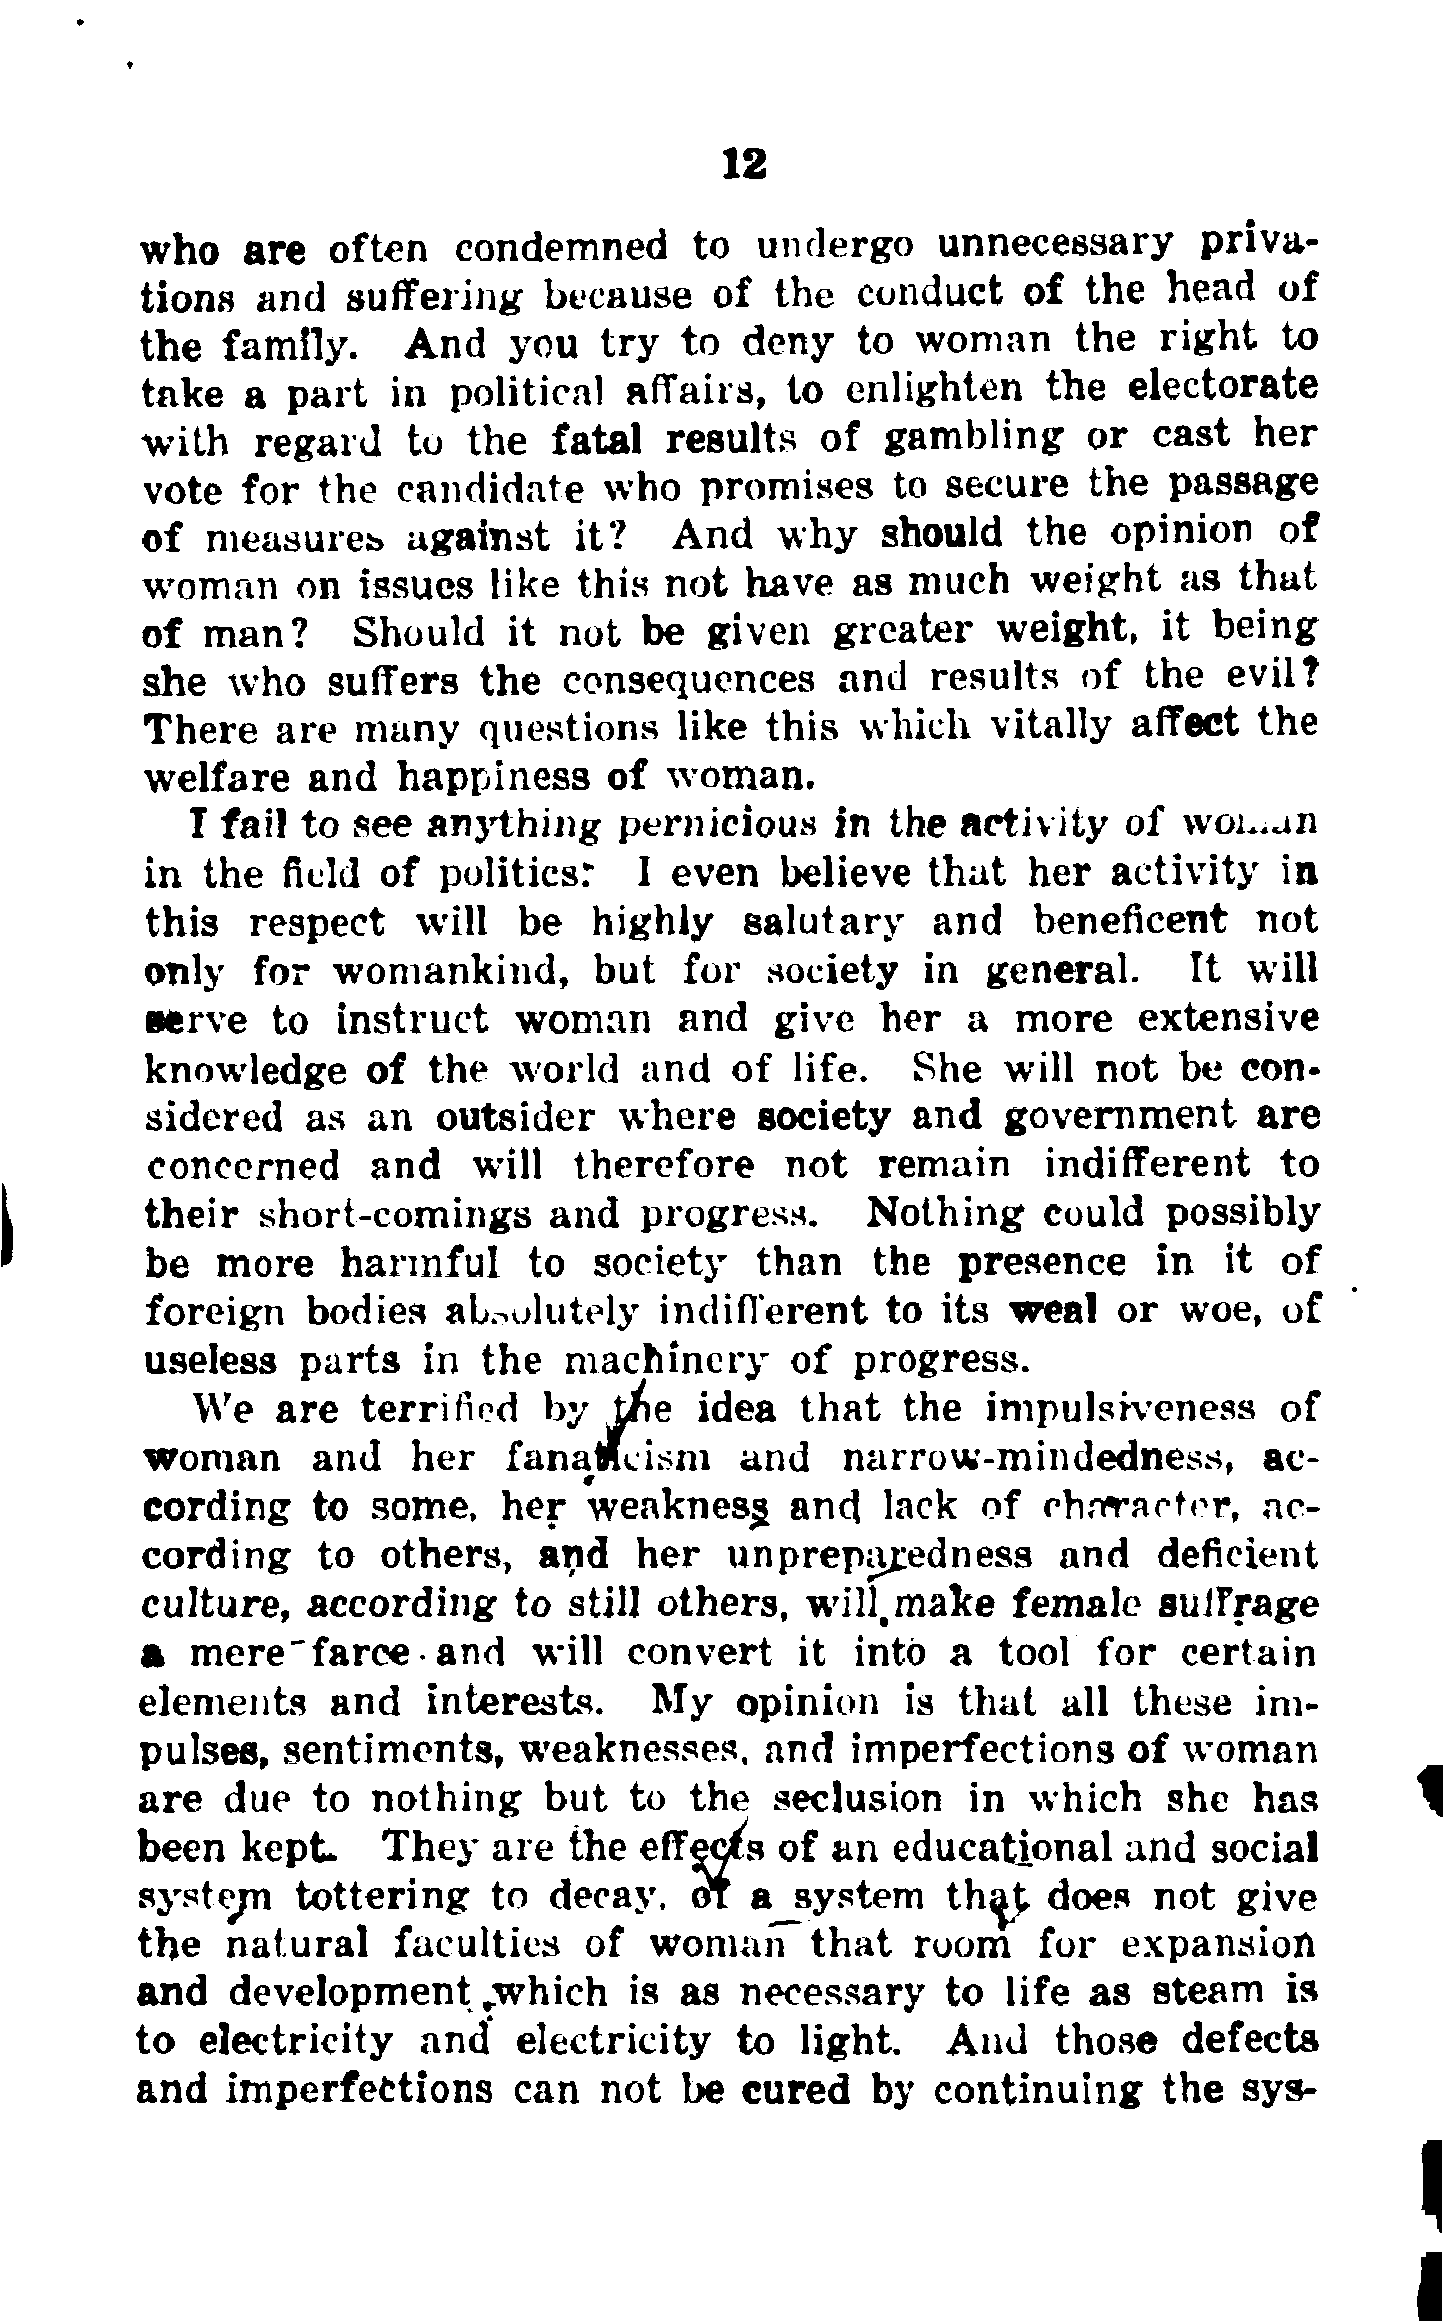 12
who are often condemned to undergo unnecessary priva-
tions and suffering because of the conduct of the head of
the family. And you try to deny to woman the right to
take a part in political affairs, to enlighten the electorate
with regard to the fatal results of gambling or cast her
vote for the candidate who promises to secure the passage
of measures against it? And why should the opinion of
woman on issues like this not have as much weight as that
of man? Should it not be given greater weight, it being
she who suffers the consequences and results of the evil?
There are many questions like this which vitally affect the
welfare and happiness of woman.
I fail to see anything pernicious in the activity of woman
in the field of politics: I even believe that her activity in
this respect will be highly salutary and beneficent not
only for womankind, but for society in general. It will
serve to instruct woman and give her a more extensive
knowledge of the world and of life. She will not be con-
sidered as an outsider where society and government are
concerned and will therefore not remain indifferent to
their short-comings and progress. Nothing could possibly
be more harmful to society than the presence in it of
foreign bodies absolutely indifferent to its weal or woe, of
useless parts in the machinery of progress.
We are terrified by the idea that the impulsiveness of
woman and her fanaticism and narrow-mindedness, ac-
cording to some, her weakness and lack of character, ac-
cording to others, and her unpreparedness and deficient
culture, according to still others, will make female suffrage
a mere farce and will convert it into a tool for certain
elements and interests. My opinion is that all these im-
pulses, sentiments, weaknesses, and imperfections of woman
are due to nothing but to the seclusion in which she has
been kept. They are the effects of an educational and social
system tottering to decay, of a system that does not give
the natural faculties of woman that room for expansion
and development which is as necessary to life as steam is
to electricity and electricity to light. And those defects
and imperfections can not be cured by continuing the sys-